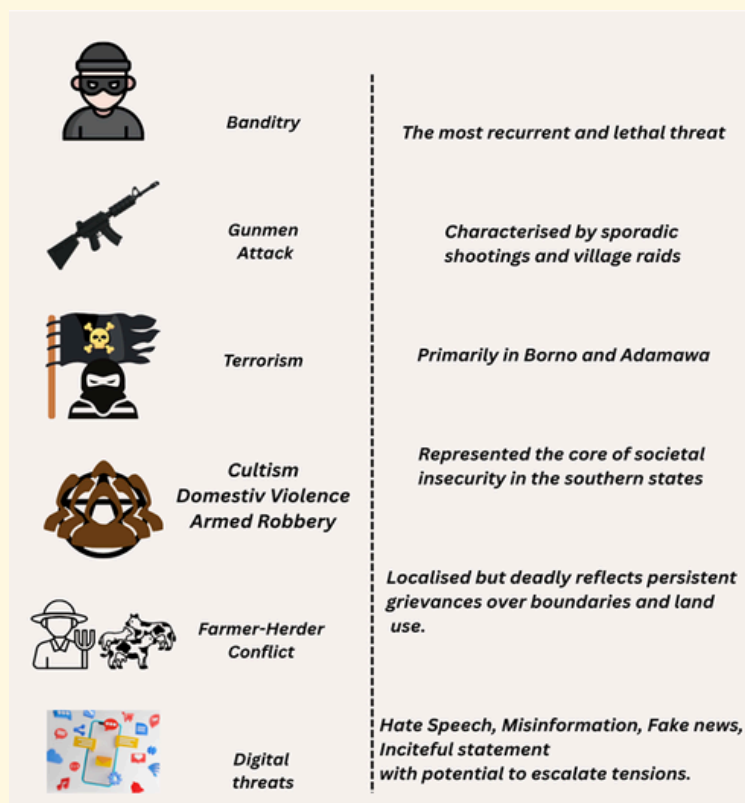 Banditry
The most recurrent and lethal threat
Gunmen
Attack
Characterised by sporadic
shootings and village raids
Terrorism
Primarily in Borno and Adamawa
Cultism
Domestiv Violence
Armed Robbery
Represented the core of societal
insecurity in the southern states
Farmer-Herder
Conflict
Localised but deadly reflects persistent
grievances over boundaries and land
use.
Digital
threats
Hate Speech, Misinformation, Fake news,
Inciteful statement
with potential to escalate tensions.